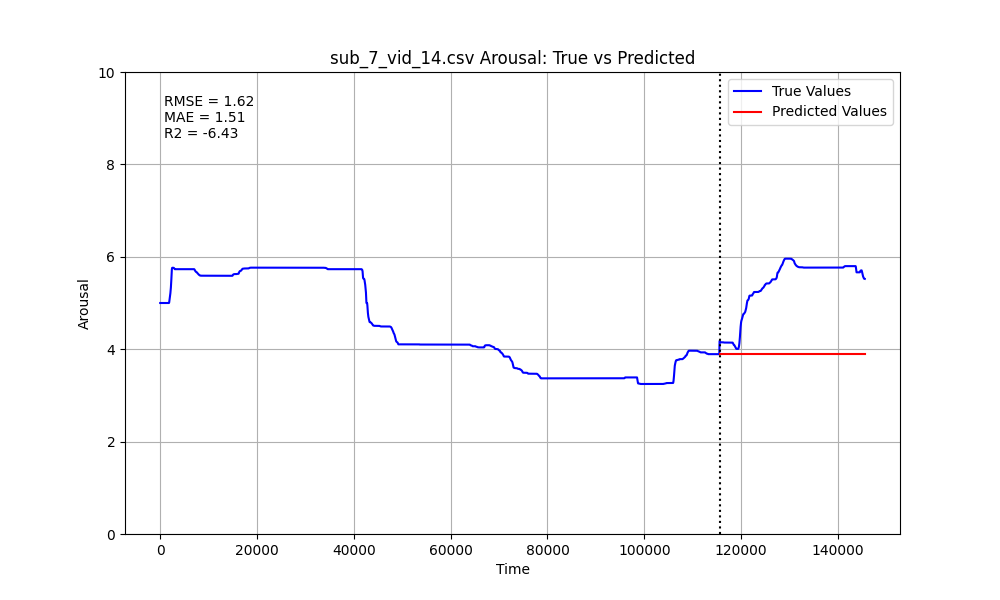 sub_7_vid_14.csv Arousal: True vs Predicted
RMSE = 1.62
MAE = 1.51
R2 = -6.43
True Values
Predicted Values
10
8
6
4
2
0
Arousal
0 20000 40000 60000 80000 100000 120000 140000
Time